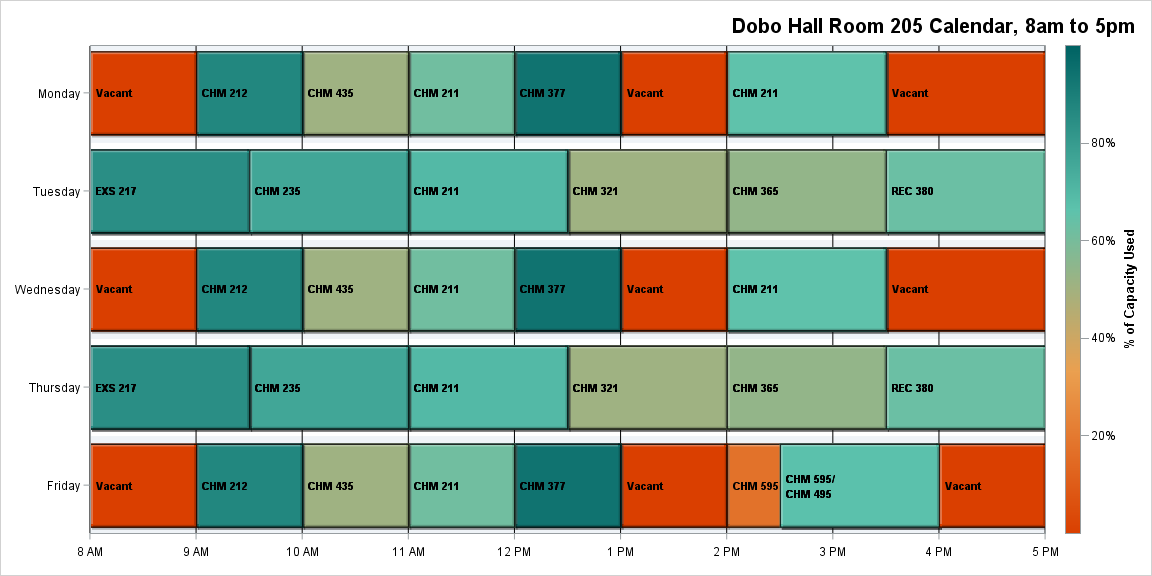 Dobo Hall Room 205 Calendar, 8am to 5pm
Monday
Vacant
CHM 212
CHM 435
CHM 211
CHM 377
Vacant
CHM 211
Vacant
Tuesday
EXS 217
CHM 235
CHM 211
CHM 321
CHM 365
REC 380
Wednesday
Vacant
CHM 212
CHM 435
CHM 211
CHM 377
Vacant
CHM 211
Vacant
Thursday
EXS 217
CHM 235
CHM 211
CHM 321
CHM 365
REC 380
Friday
Vacant
CHM 212
CHM 435
CHM 211
CHM 377
Vacant
CHM 595
CHM 595/
CHM 495
Vacant
8 AM
9 AM
10 AM
11 AM
12 PM
1 PM
2 PM
3 PM
4 PM
5 PM
80%
60%
40%
20%
% of Capacity Used